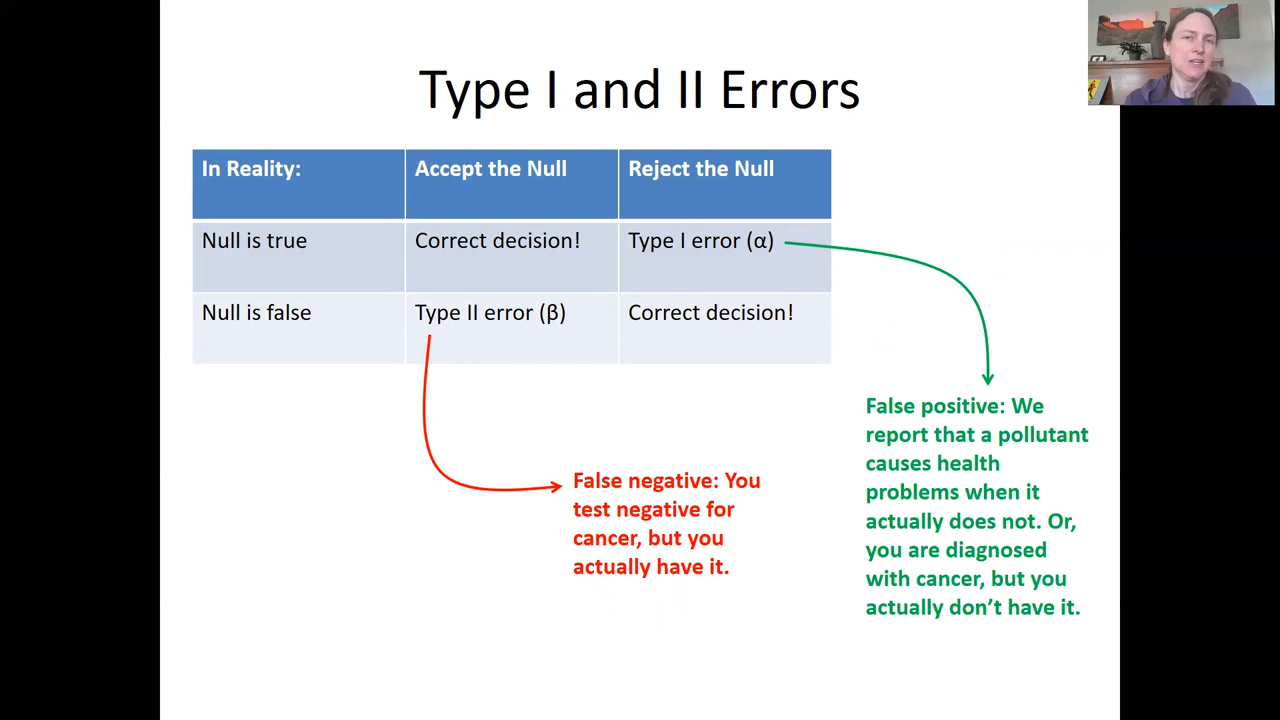 Type I and II Errors
In Reality:
Accept the Null
Reject the Null
Null is true
Correct decision!
Type I error (α)
Null is false
Type II error (β)
Correct decision!
False positive: We
report that a pollutant
causes health
problems when it
actually does not. Or,
you are diagnosed
with cancer, but you
actually don’t have it.
False negative: You
test negative for
cancer, but you
actually have it.